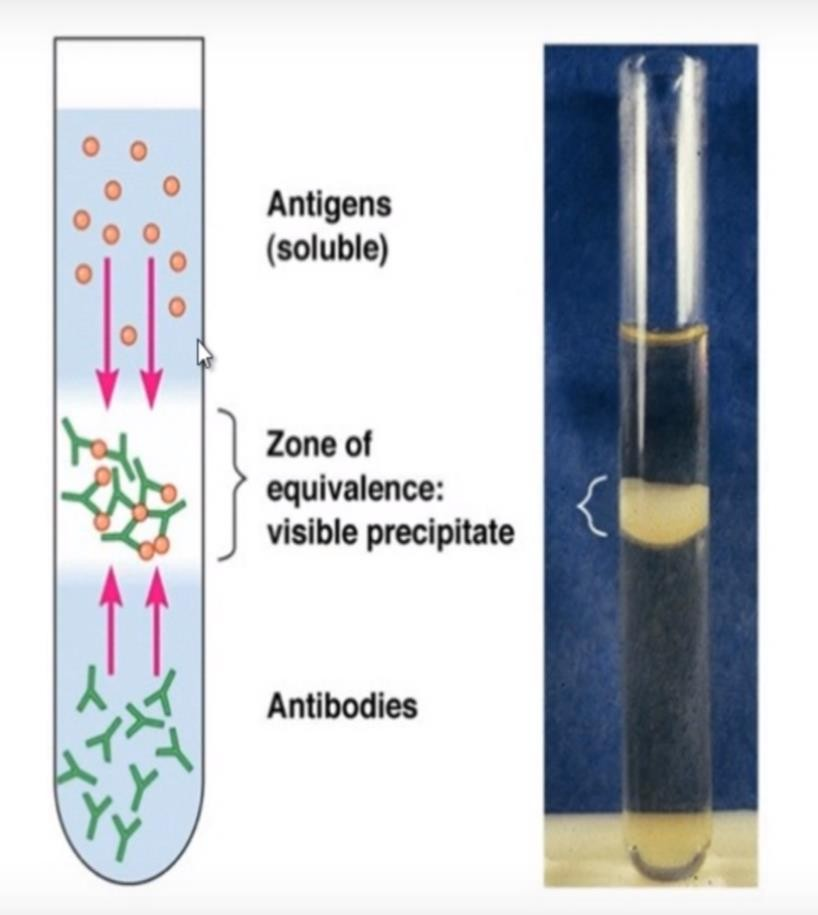 Antigens
(soluble)
Zone of
equivalence:
visible precipitate
Antibodies